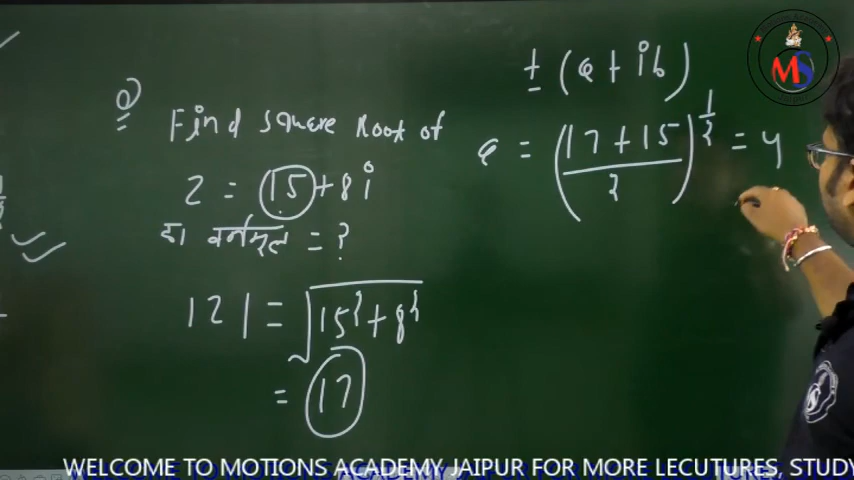 Q)
Find square Root of
z = 15 + 8i
का वर्गमूल = ?
|z| = √(15² + 8²)
= 17
± (a + ib)
a = ((17 + 15)/2)^(1/2) = 4
MS
WELCOME TO MOTIONS ACADEMY JAIPUR FOR MORE LECUTURES, STUDY